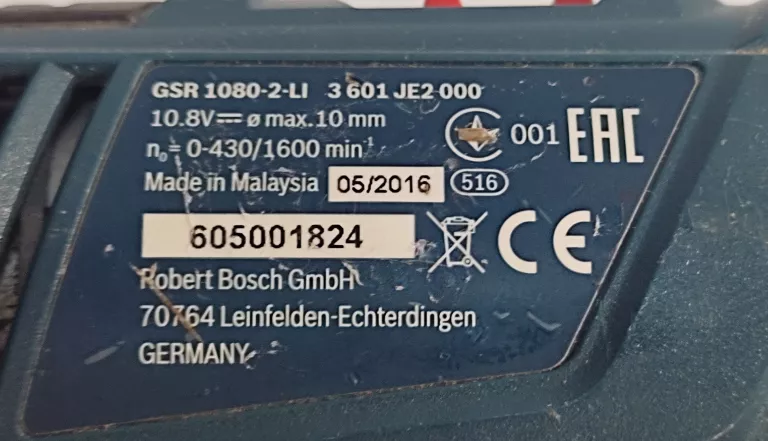 GSR 1080-2-LI 3 601 JE2 000
10.8V⎓ ø max.10 mm
n₀ = 0-430/1600 min⁻¹
001 EAC
Made in Malaysia 05/2016 516
605001824
CE
Robert Bosch GmbH
70764 Leinfelden-Echterdingen
GERMANY